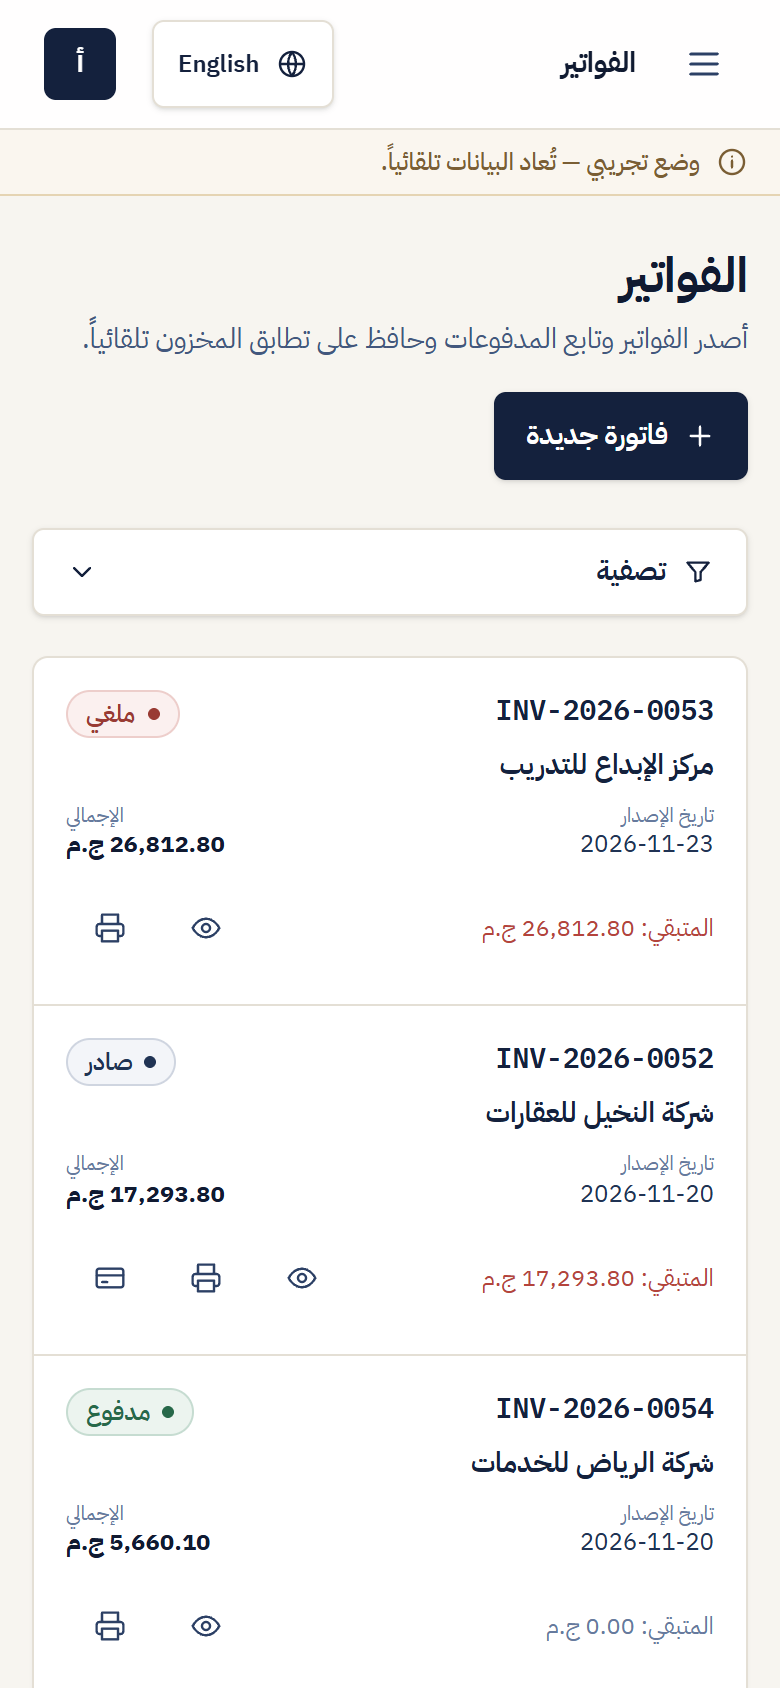 الفواتير
English
أ
وضع تجريبي — تُعاد البيانات تلقائياً.
الفواتير
أصدر الفواتير وتابع المدفوعات وحافظ على تطابق المخزون تلقائياً.
فاتورة جديدة
تصفية
INV-2026-0053
ملغي
مركز الإبداع للتدريب
تاريخ الإصدار
الإجمالي
2026-11-23
26,812.80 ج.م
المتبقي: 26,812.80 ج.م
INV-2026-0052
صادر
شركة النخيل للعقارات
تاريخ الإصدار
الإجمالي
2026-11-20
17,293.80 ج.م
المتبقي: 17,293.80 ج.م
INV-2026-0054
مدفوع
شركة الرياض للخدمات
تاريخ الإصدار
الإجمالي
2026-11-20
5,660.10 ج.م
المتبقي: 0.00 ج.م